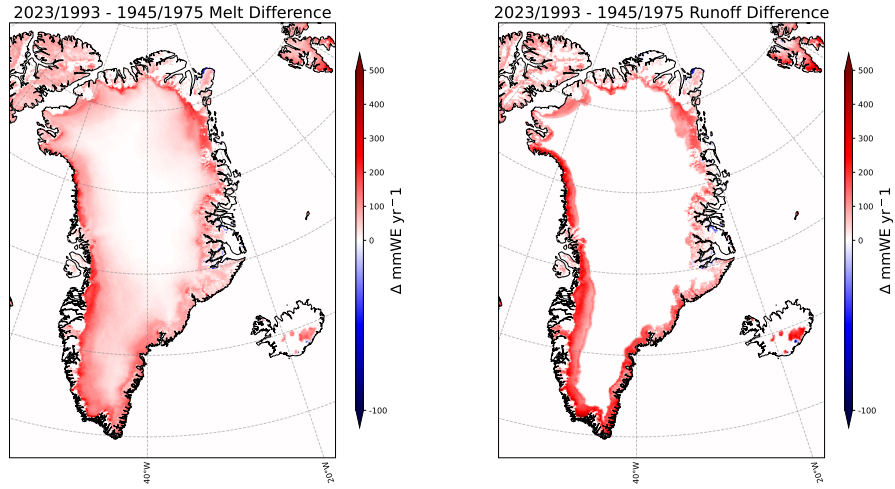 2023/1993 - 1945/1975 Melt Difference
500
400
300
200
100
0
-100
Δ mmWE yr−1
40°W
20°W
2023/1993 - 1945/1975 Runoff Difference
500
400
300
200
100
0
-100
Δ mmWE yr−1
40°W
20°W